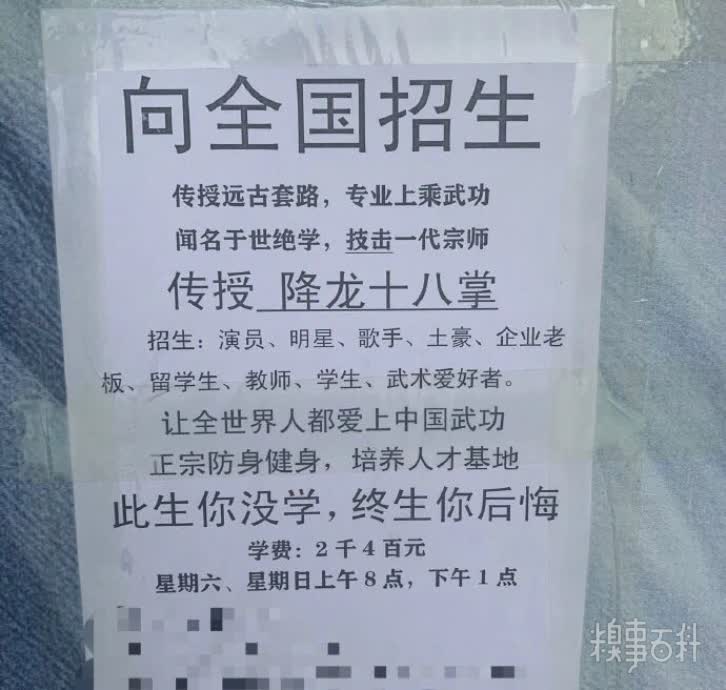 向全国招生
传授远古套路，专业上乘武功
闻名于世绝学，技击一代宗师
传授 降龙十八掌
招生：演员、明星、歌手、土豪、企业老
板、留学生、教师、学生、武术爱好者。
让全世界人都爱上中国武功
正宗防身健身，培养人才基地
此生你没学，终生你后悔
学费：2千4百元
星期六、星期日上午8点，下午1点
糗事百科